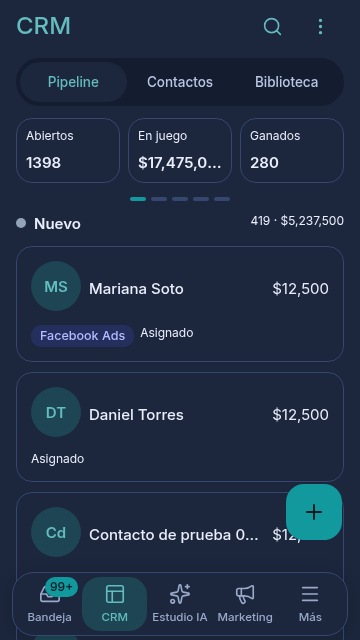 CRM
Pipeline
Contactos
Biblioteca
Abiertos
En juego
Ganados
1398
$17,475,0...
280
Nuevo
419 · $5,237,500
MS
Mariana Soto
$12,500
Facebook Ads
Asignado
DT
Daniel Torres
$12,500
Asignado
Cd
Contacto de prueba 0...
99+
Bandeja
CRM
Estudio IA
Marketing
Más